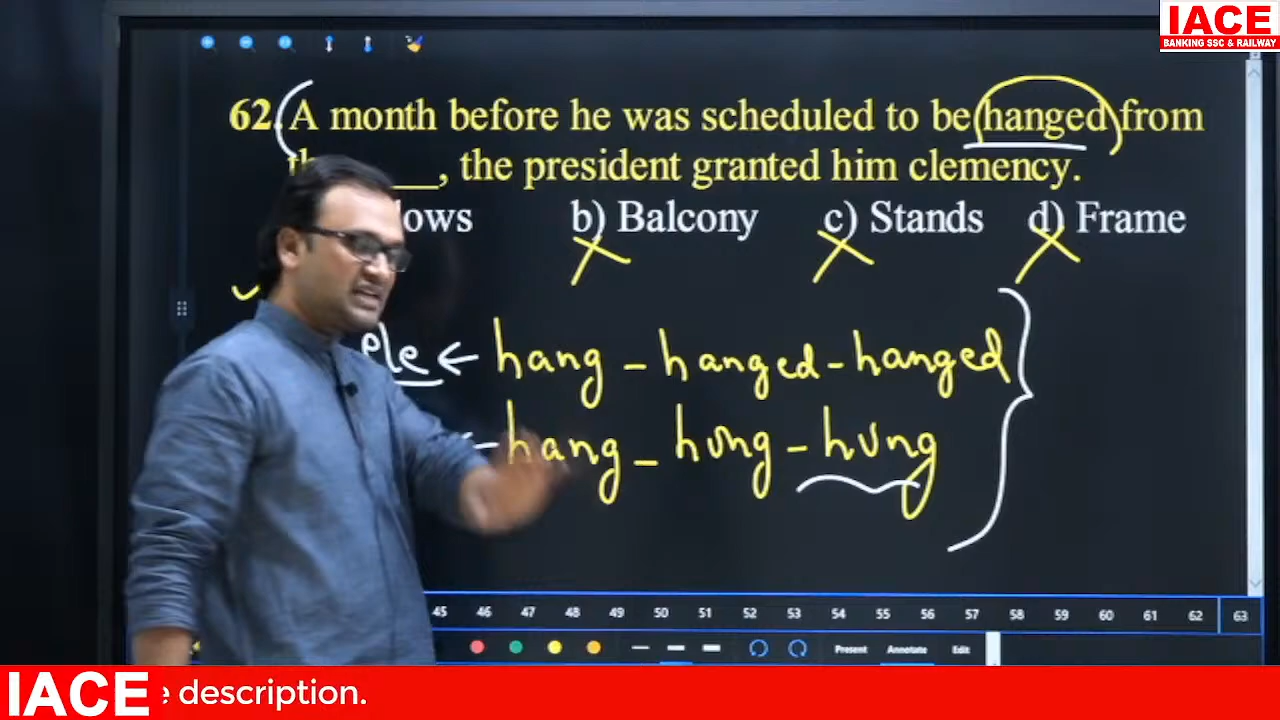 IACE
BANKING SSC & RAILWAY
62. A month before he was scheduled to be hanged from
___, the president granted him clemency.
b) Balcony c) Stands d) Frame
hang - hanged - hanged
hang - hung - hung
45 46 47 48 49 50 51 52 53 54 55 56 57 58 59 60 61 62 63
Present Annotate Edit
IACE description.